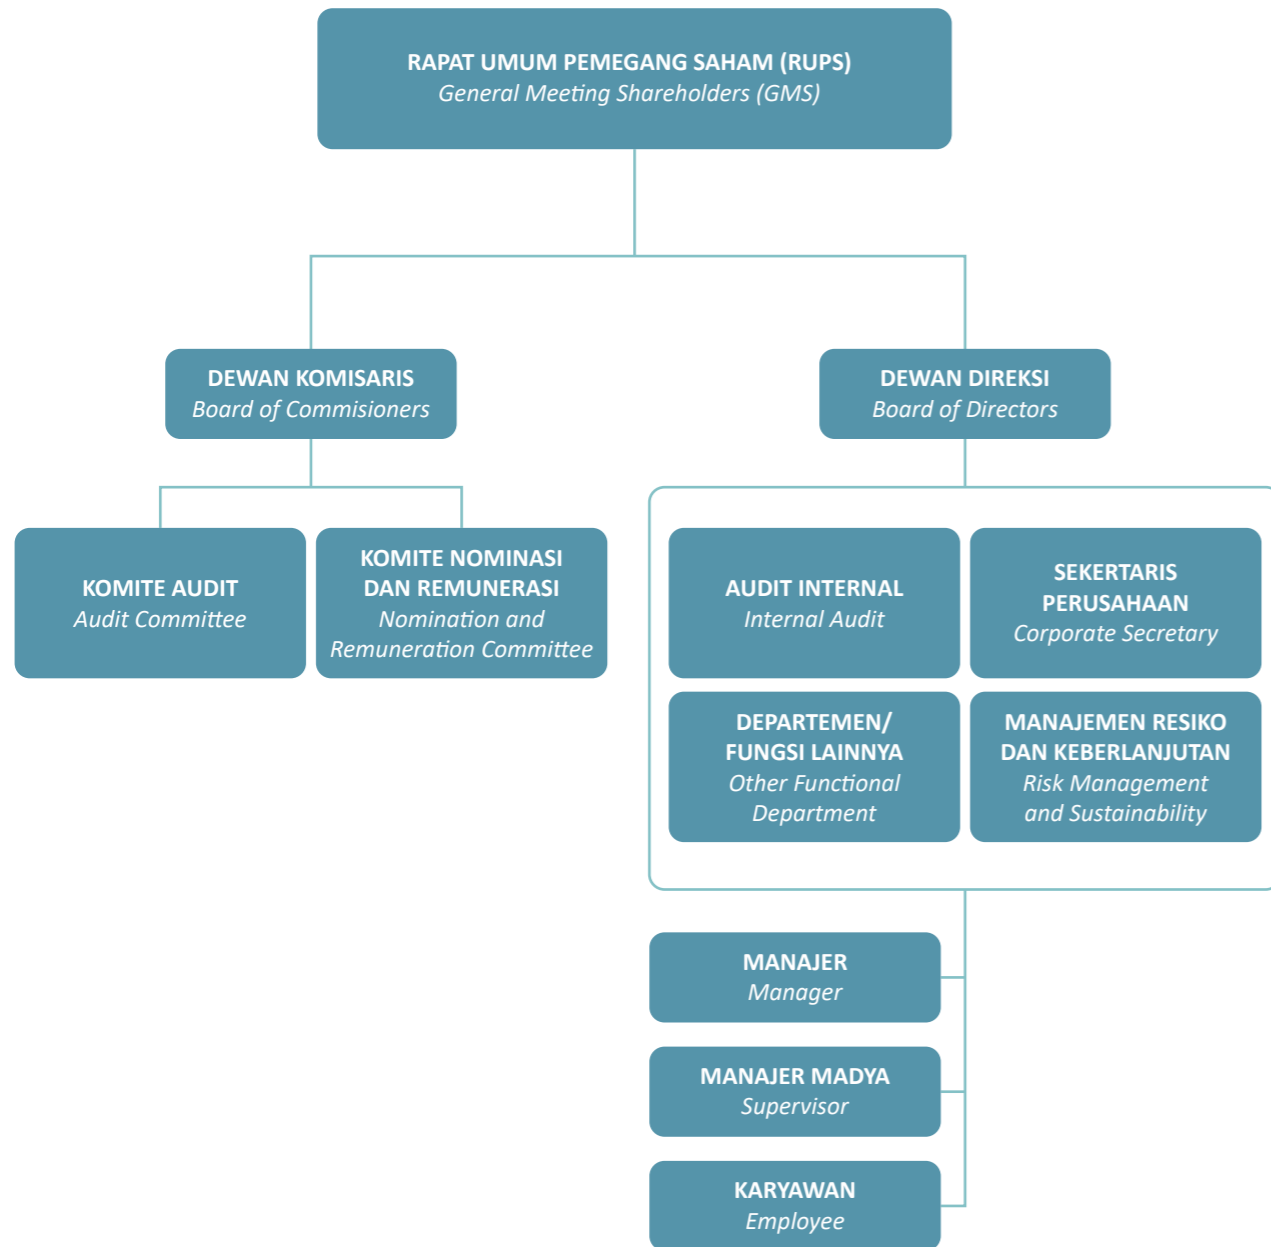 RAPAT UMUM PEMEGANG SAHAM (RUPS)
General Meeting Shareholders (GMS)
DEWAN KOMISARIS
Board of Commisioners
DEWAN DIREKSI
Board of Directors
KOMITE AUDIT
Audit Committee
KOMITE NOMINASI
DAN REMUNERASI
Nomination and
Remuneration Committee
AUDIT INTERNAL
Internal Audit
SEKERTARIS
PERUSAHAAN
Corporate Secretary
DEPARTEMEN/
FUNGSI LAINNYA
Other Functional
Department
MANAJEMEN RESIKO
DAN KEBERLANJUTAN
Risk Management
and Sustainability
MANAJER
Manager
MANAJER MADYA
Supervisor
KARYAWAN
Employee